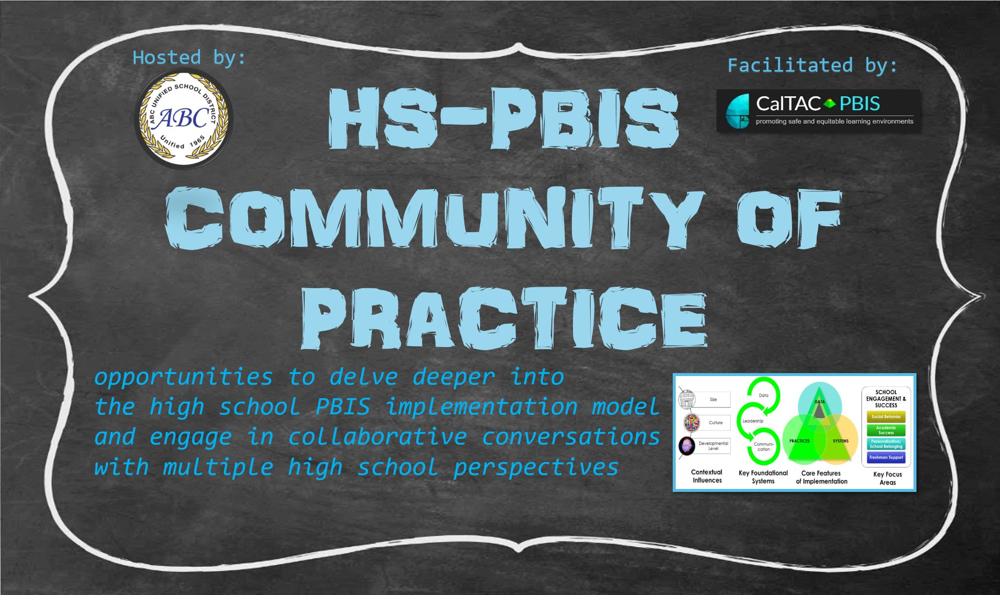 Hosted by:
ABC UNIFIED SCHOOL DISTRICT
ABC
Unified 1965
Facilitated by:
CalTAC PBIS
promoting safe and equitable learning environments
HS-PBIS
COMMUNITY OF
PRACTICE
opportunities to delve deeper into
the high school PBIS implementation model
and engage in collaborative conversations
with multiple high school perspectives
Size
Culture
Developmental
Level
Contextual
Influences
Data
Leadership
Communi-
cation
Key Foundational
Systems
DATA
PRACTICES
SYSTEMS
Core Features
of Implementation
SCHOOL
ENGAGEMENT &
SUCCESS
Social Behavior
Academic
Success
Personalization/
School Belonging
Freshman Support
Key Focus
Areas